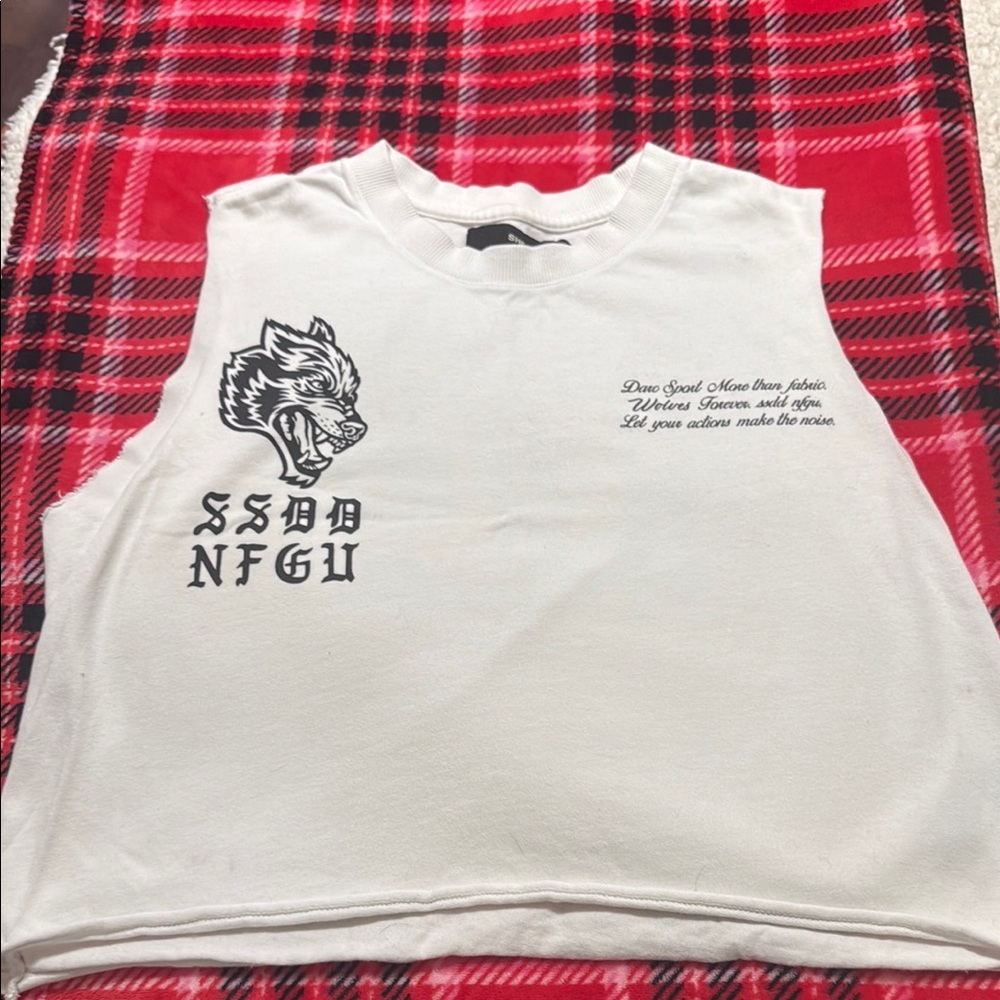 SSDD
NFGU
Darc Sport More than fabric.
Wolves Forever. ssdd nfgu.
Let your actions make the noise.